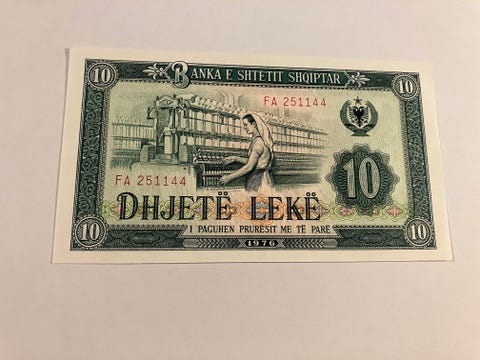 10 BANKA E SHTETIT SHQIPTAR 10
FA 251144
FA 251144
10
DHJETË LEKË
I PAGUHEN PRURESIT ME TË PARË
10 1976 10